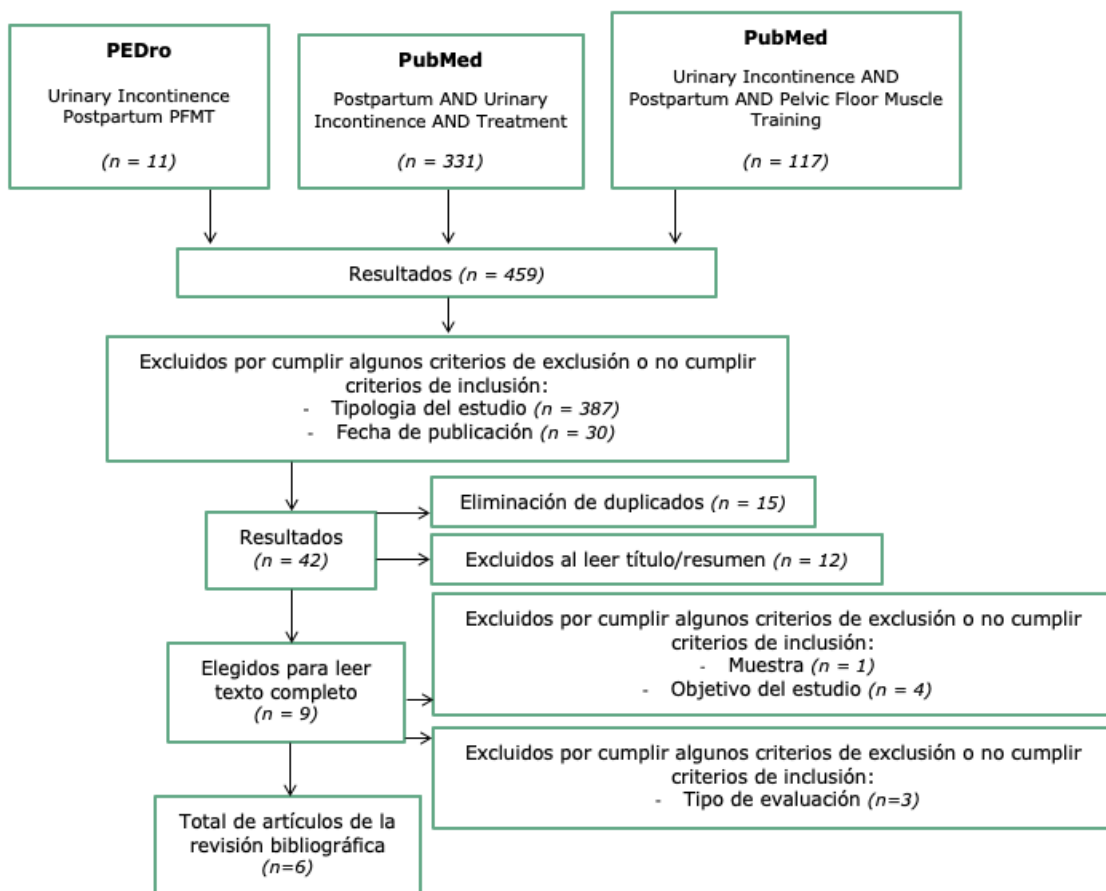 PEDro
Urinary Incontinence
Postpartum PFMT
(n = 11)
PubMed
Postpartum AND Urinary
Incontinence AND Treatment
(n = 331)
PubMed
Urinary Incontinence AND
Postpartum AND Pelvic Floor Muscle
Training
(n = 117)
Resultados (n = 459)
Excluidos por cumplir algunos criterios de exclusión o no cumplir
criterios de inclusión:
- Tipologia del estudio (n = 387)
- Fecha de publicación (n = 30)
Eliminación de duplicados (n = 15)
Resultados
(n = 42)
Excluidos al leer título/resumen (n = 12)
Excluidos por cumplir algunos criterios de exclusión o no cumplir
criterios de inclusión:
- Muestra (n = 1)
- Objetivo del estudio (n = 4)
Elegidos para leer
texto completo
(n = 9)
Excluidos por cumplir algunos criterios de exclusión o no cumplir
criterios de inclusión:
- Tipo de evaluación (n=3)
Total de artículos de la
revisión bibliográfica
(n=6)